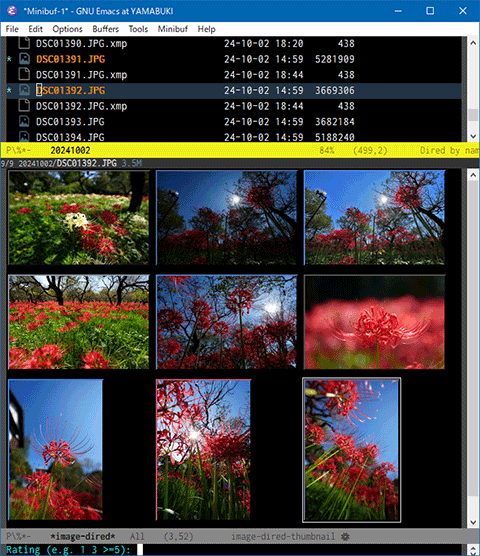 "Minibuf-1" - GNU Emacs at YAMABUKI
File Edit Options Buffers Tools Minibuf Help
DSC01390.JPG.xmp 24-10-02 18:20 438
* DSC01391.JPG 24-10-02 14:59 5281909
DSC01391.JPG.xmp 24-10-02 18:44 438
* DSC01392.JPG 24-10-02 14:59 3669306
DSC01392.JPG.xmp 24-10-02 18:44 438
DSC01393.JPG 24-10-02 14:59 3682184
DSC01394.JPG 24-10-02 14:59 5188240
P\%*- 20241002 84% (499,2) Dired by nam
9/9 20241002/DSC01392.JPG 3.5M
P\%*- *image-dired* All (3,52) image-dired-thumbnail
Rating (e.g. 1 3 >=5):